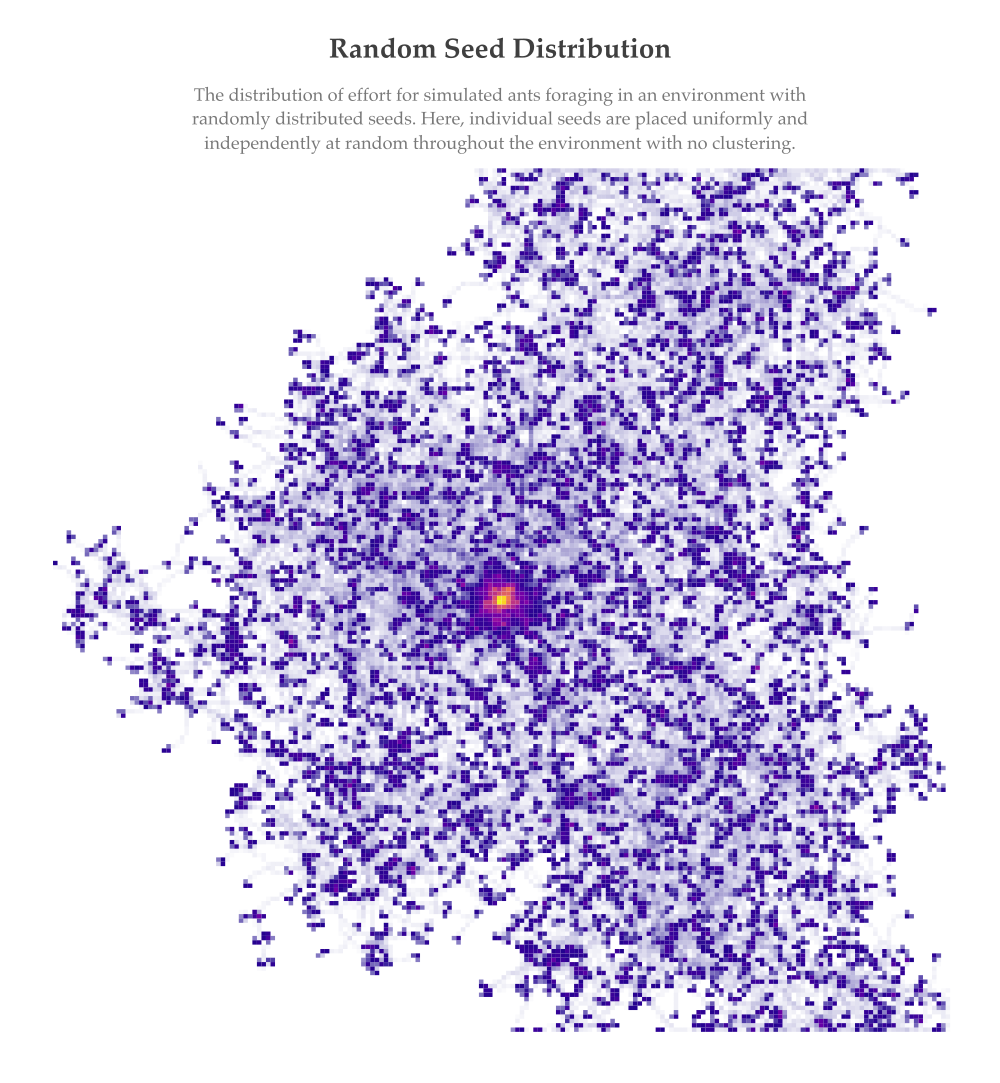 Random Seed Distribution
The distribution of effort for simulated ants foraging in an environment with
randomly distributed seeds. Here, individual seeds are placed uniformly and
independently at random throughout the environment with no clustering.